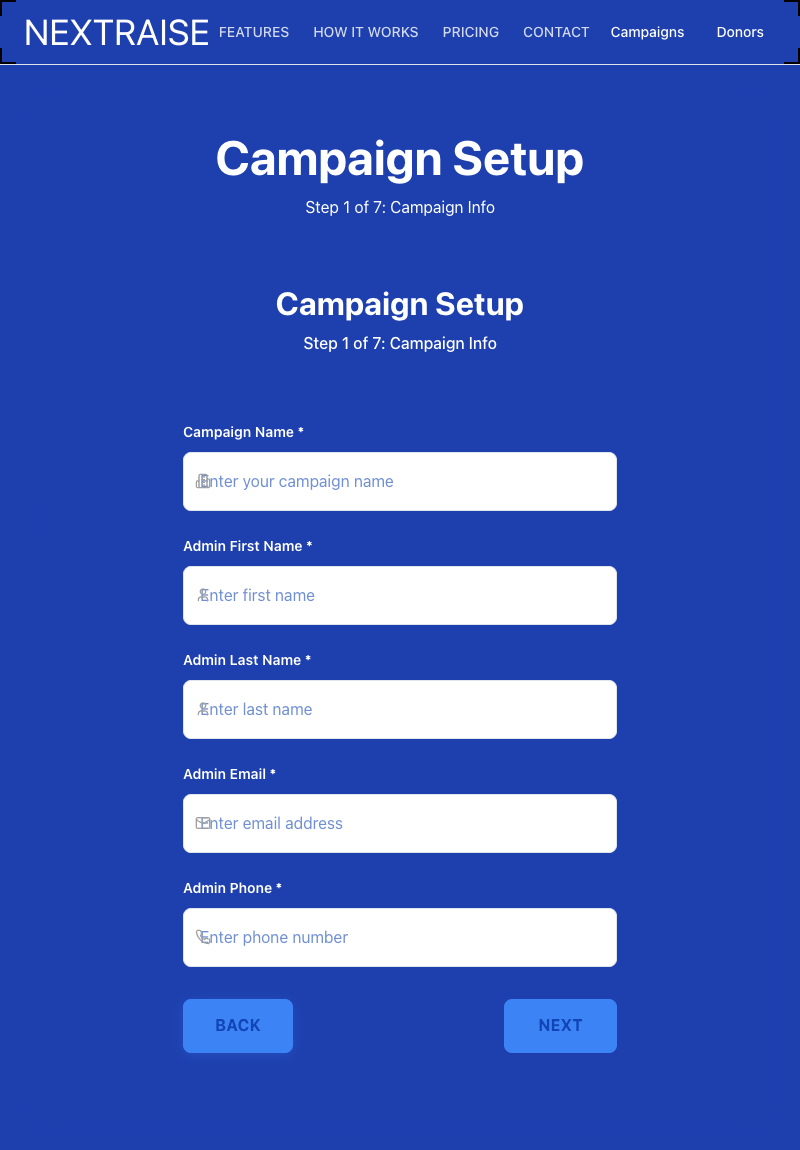 NEXTRAISE FEATURES HOW IT WORKS PRICING CONTACT Campaigns Donors
Campaign Setup
Step 1 of 7: Campaign Info
Campaign Setup
Step 1 of 7: Campaign Info
Campaign Name *
Enter your campaign name
Admin First Name *
Enter first name
Admin Last Name *
Enter last name
Admin Email *
Enter email address
Admin Phone *
Enter phone number
BACK NEXT